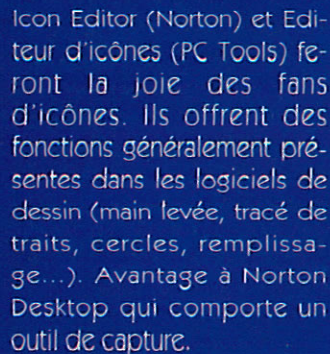 Icon Editor (Norton) et Edi-
teur d'icônes (PC Tools) fe-
ront la joie des fans
d'icônes. Ils offrent des
fonctions généralement pré-
sentes dans les logiciels de
dessin (main levée, tracé de
traits, cercles, remplissa-
ge...). Avantage à Norton
Desktop qui comporte un
outil de capture.